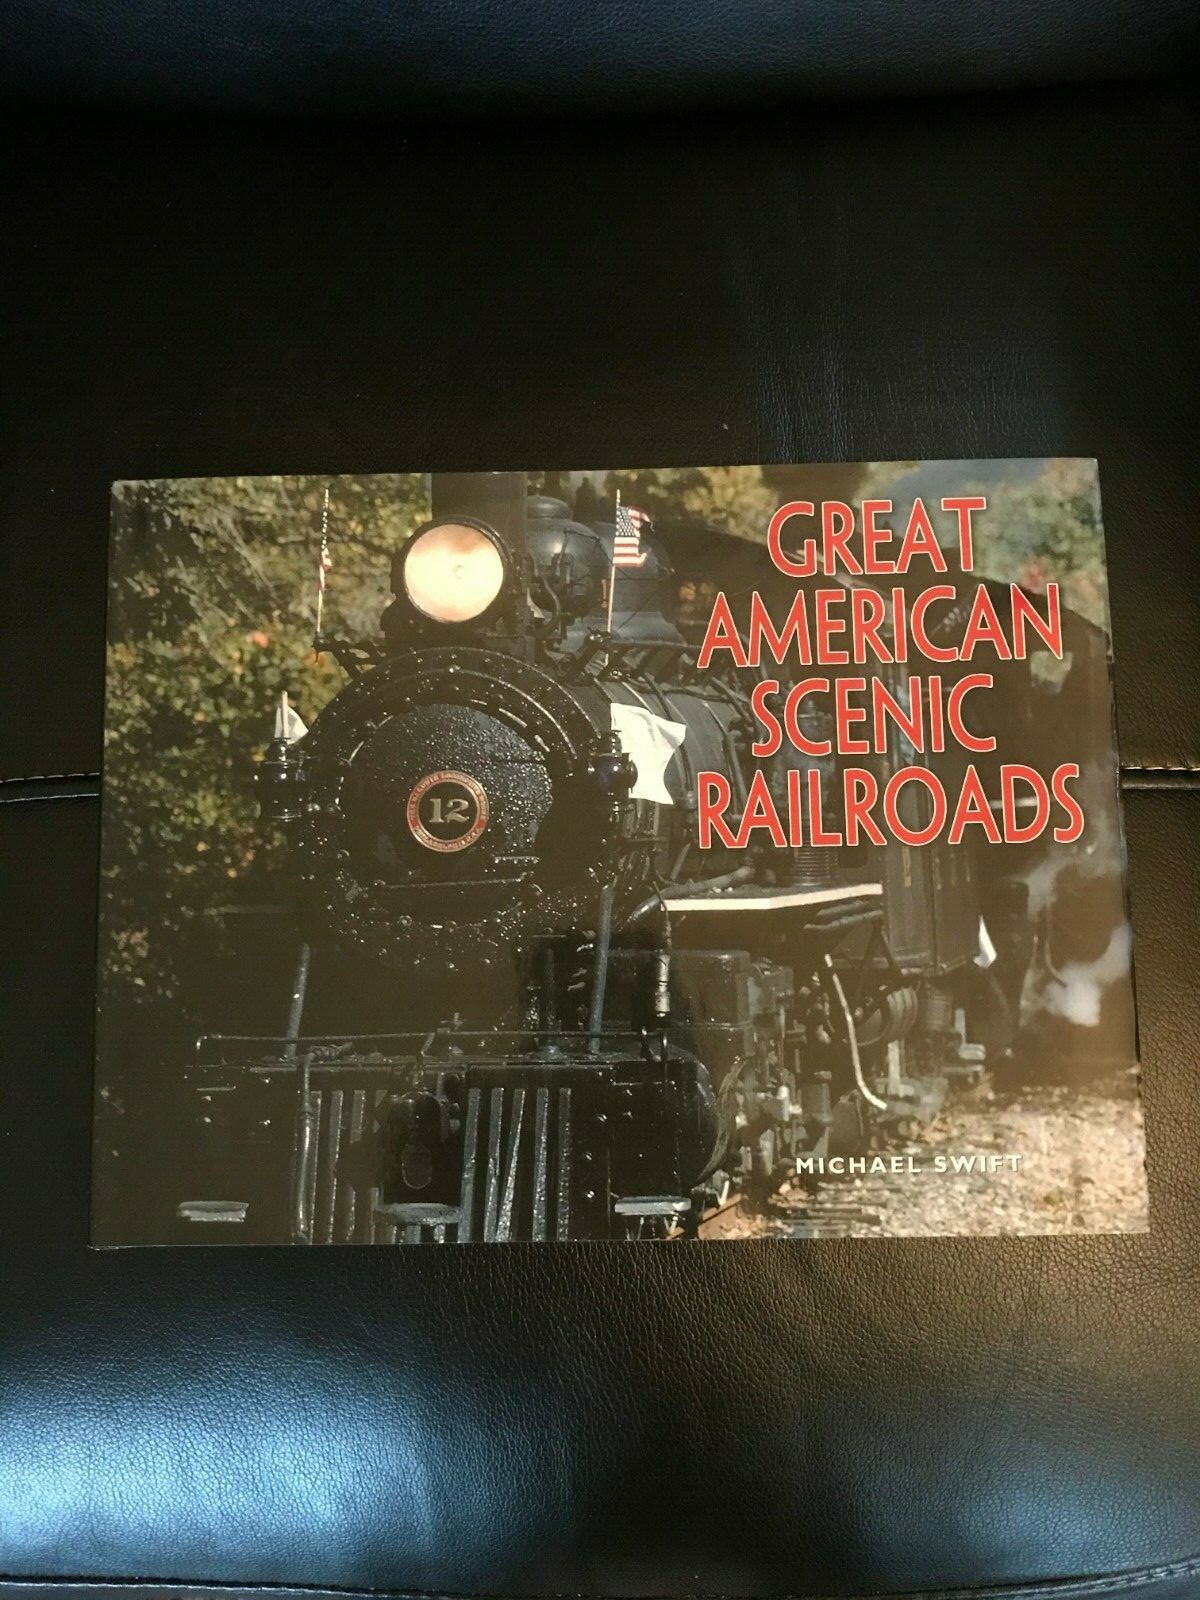 GREAT
AMERICAN
SCENIC
RAILROADS
12
MICHAEL SWIFT